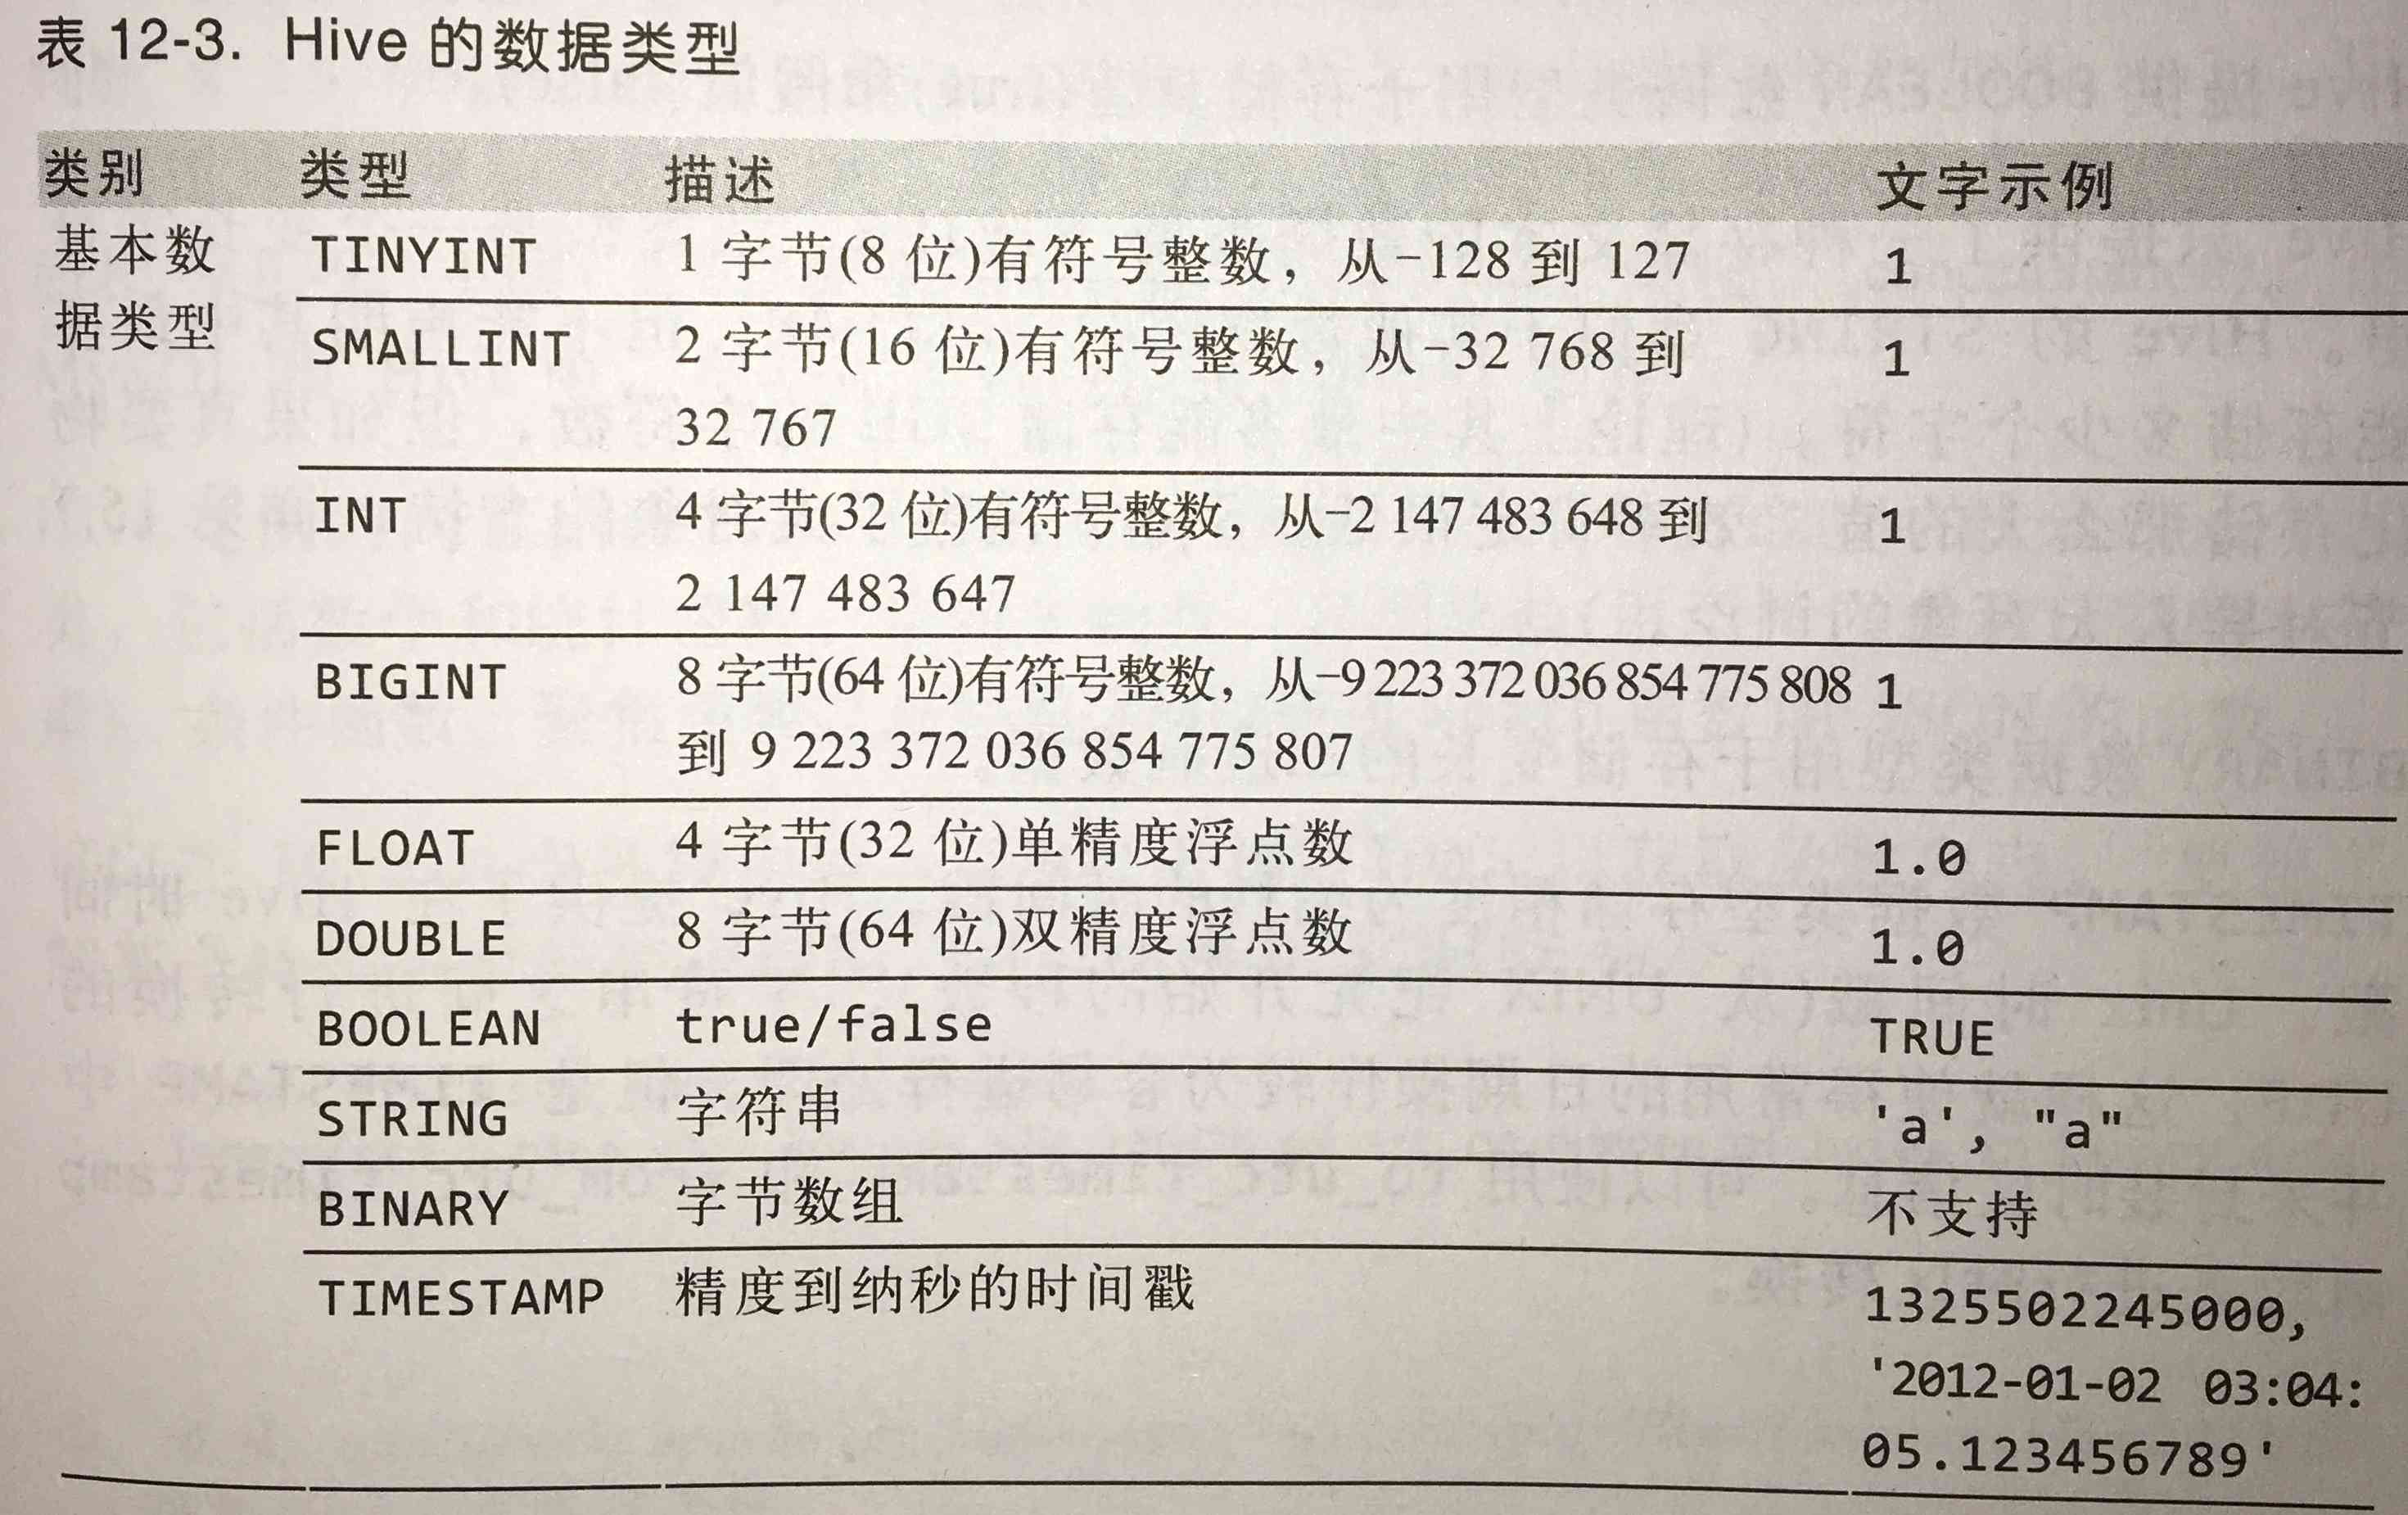 表 12-3. Hive 的数据类型
类别 类型 描述 文字示例
基本数 TINYINT 1 字节(8 位)有符号整数，从-128 到 127 1
据类型 SMALLINT 2 字节(16 位)有符号整数，从-32 768 到 1
32 767
INT 4 字节(32 位)有符号整数，从-2 147 483 648 到 1
2 147 483 647
BIGINT 8 字节(64 位)有符号整数，从-9 223 372 036 854 775 808 1
到 9 223 372 036 854 775 807
FLOAT 4 字节(32 位)单精度浮点数 1.0
DOUBLE 8 字节(64 位)双精度浮点数 1.0
BOOLEAN true/false TRUE
STRING 字符串 'a', "a"
BINARY 字节数组 不支持
TIMESTAMP 精度到纳秒的时间戳 1325502245000,
'2012-01-02 03:04:
05.123456789'